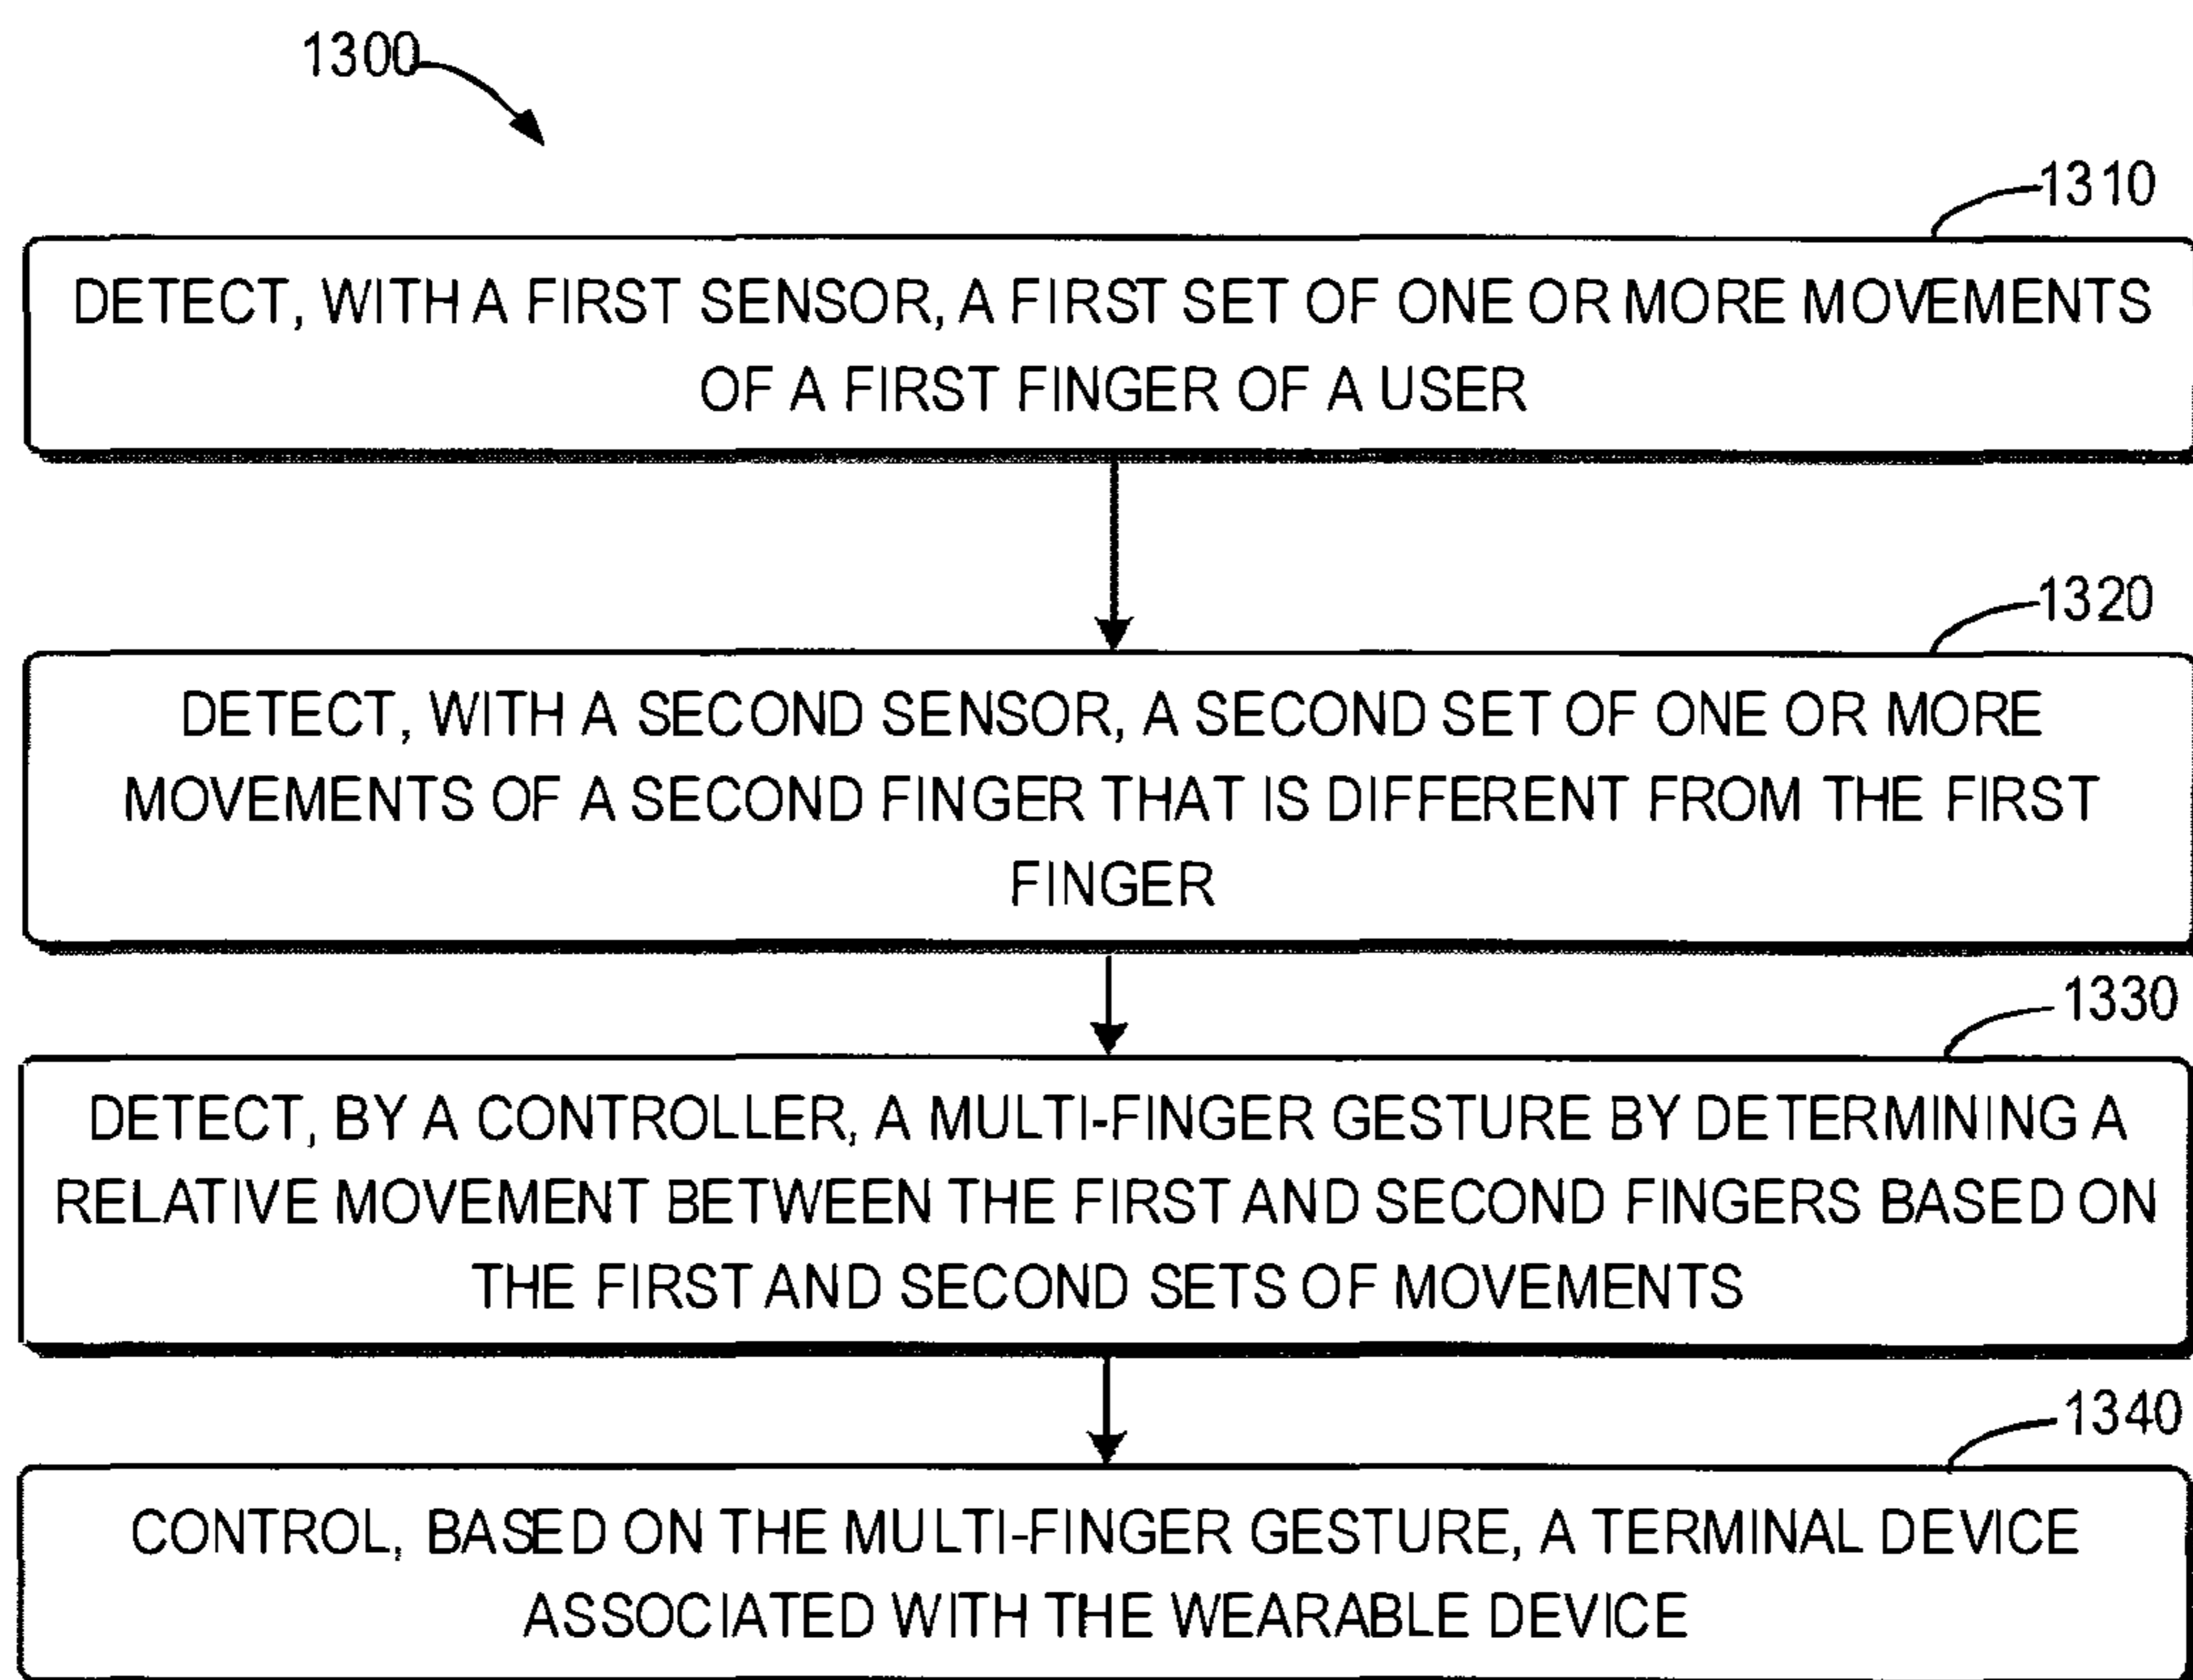 1300
1310
DETECT, WITH A FIRST SENSOR, A FIRST SET OF ONE OR MORE MOVEMENTS
OF A FIRST FINGER OF A USER
1320
DETECT, WITH A SECOND SENSOR, A SECOND SET OF ONE OR MORE
MOVEMENTS OF A SECOND FINGER THAT IS DIFFERENT FROM THE FIRST
FINGER
1330
DETECT, BY A CONTROLLER, A MULTI-FINGER GESTURE BY DETERMINING A
RELATIVE MOVEMENT BETWEEN THE FIRST AND SECOND FINGERS BASED ON
THE FIRST AND SECOND SETS OF MOVEMENTS
1340
CONTROL, BASED ON THE MULTI-FINGER GESTURE, A TERMINAL DEVICE
ASSOCIATED WITH THE WEARABLE DEVICE